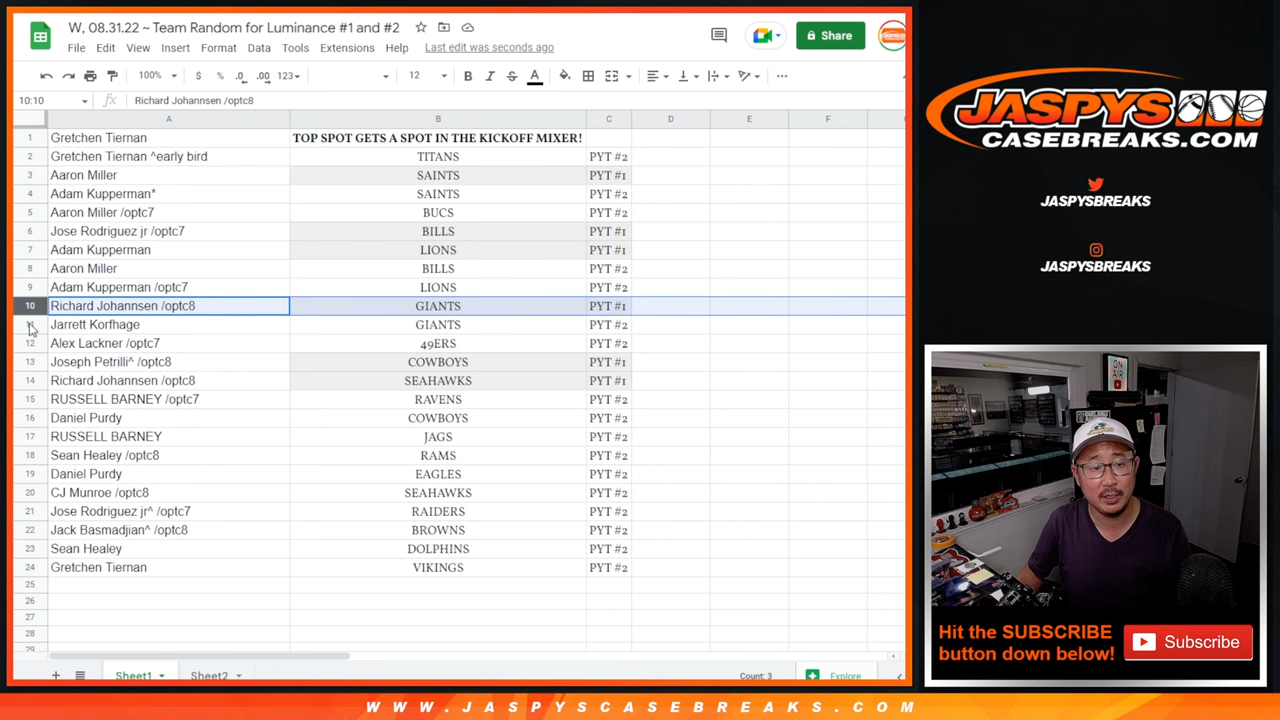 W, 08.31.22 ~ Team Random for Luminance #1 and #2
File Edit View Insert Format Data Tools Extensions Help Last edit was seconds ago
Share
100% $ % .0 .00 123 12 B I S A
10:10 fx Richard Johannsen /optc8
A B C D E F
1 Gretchen Tiernan TOP SPOT GETS A SPOT IN THE KICKOFF MIXER!
2 Gretchen Tiernan ^early bird TITANS PYT #2
3 Aaron Miller SAINTS PYT #1
4 Adam Kupperman* SAINTS PYT #2
5 Aaron Miller /optc7 BUCS PYT #2
6 Jose Rodriguez jr /optc7 BILLS PYT #1
7 Adam Kupperman LIONS PYT #1
8 Aaron Miller BILLS PYT #2
9 Adam Kupperman /optc7 LIONS PYT #2
10 Richard Johannsen /optc8 GIANTS PYT #1
11 Jarrett Korfhage GIANTS PYT #2
12 Alex Lackner /optc7 49ERS PYT #2
13 Joseph Petrilli^ /optc8 COWBOYS PYT #1
14 Richard Johannsen /optc8 SEAHAWKS PYT #1
15 RUSSELL BARNEY /optc7 RAVENS PYT #2
16 Daniel Purdy COWBOYS PYT #2
17 RUSSELL BARNEY JAGS PYT #2
18 Sean Healey /optc8 RAMS PYT #2
19 Daniel Purdy EAGLES PYT #2
20 CJ Munroe /optc8 SEAHAWKS PYT #2
21 Jose Rodriguez jr^ /optc7 RAIDERS PYT #2
22 Jack Basmadjian^ /optc8 BROWNS PYT #2
23 Sean Healey DOLPHINS PYT #2
24 Gretchen Tiernan VIKINGS PYT #2
25
26
27
28
29
Sheet1 Sheet2 Count: 3 Explore
JASPYS
CASEBREAKS.COM
JASPYSBREAKS
JASPYSBREAKS
ON AIR
Hit the SUBSCRIBE
button down below!
Subscribe
WWW.JASPYSCASEBREAKS.COM